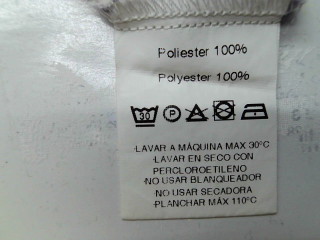 Poliester 100%
Polyester 100%
30 P
-LAVAR A MÁQUINA MAX 30°C
-LAVAR EN SECO CON
PERCLOROETILENO
-NO USAR BLANQUEADOR
NO USAR SECADORA
-PLANCHAR MÁX 110°C